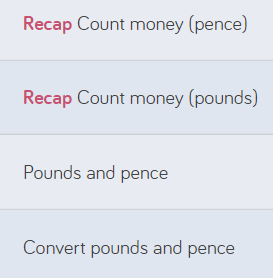 Recap Count money (pence)
Recap Count money (pounds)
Pounds and pence
Convert pounds and pence